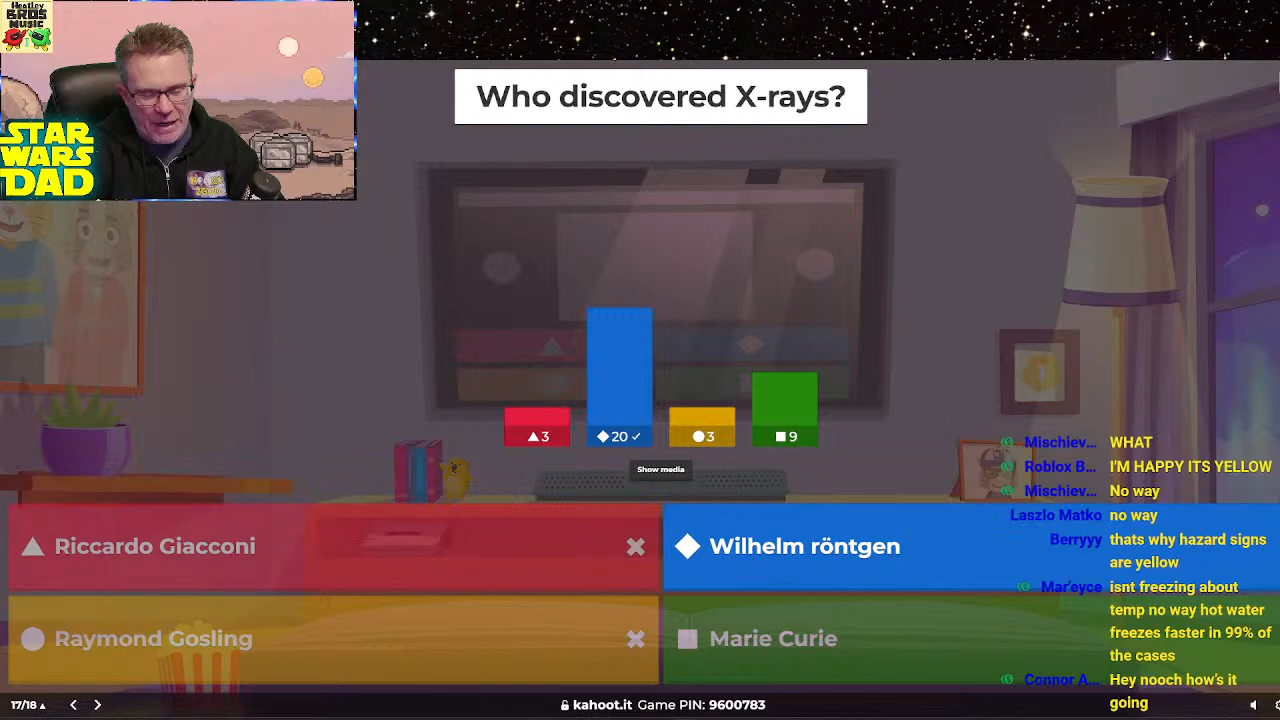 Heatley
BROS
MUSIC
STAR
WARS
DAD
Who discovered X-rays?
3
20
3
9
Show media
Riccardo Giacconi
Wilhelm röntgen
Raymond Gosling
Marie Curie
Mischiev... WHAT
Roblox B... I'M HAPPY ITS YELLOW
Mischiev... No way
Laszlo Matko no way
Berryyy thats why hazard signs
are yellow
Mar'eyce isnt freezing about
temp no way hot water
freezes faster in 99% of
the cases
Connor A... Hey nooch how's it
going
17/18
kahoot.it Game PIN: 9600783